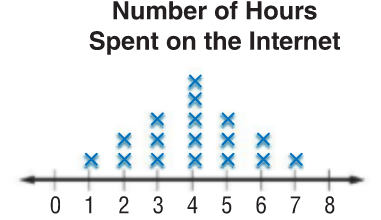 Number of Hours
Spent on the Internet
0 1 2 3 4 5 6 7 8